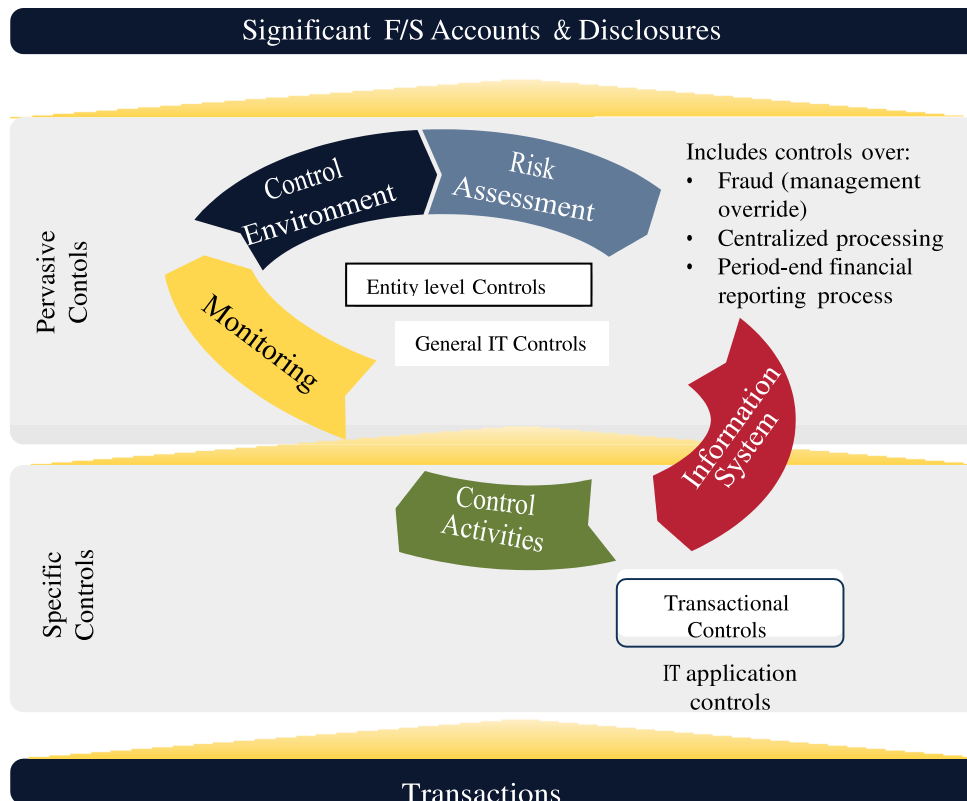 Significant F/S Accounts & Disclosures
Control
Environment
Risk
Assessment
Includes controls over:
• Fraud (management
override)
• Centralized processing
• Period-end financial
reporting process
Pervasive
Contols
Entity level Controls
General IT Controls
Monitoring
Information
System
Control
Activities
Specific
Controls
Transactional
Controls
IT application
controls
Transactions